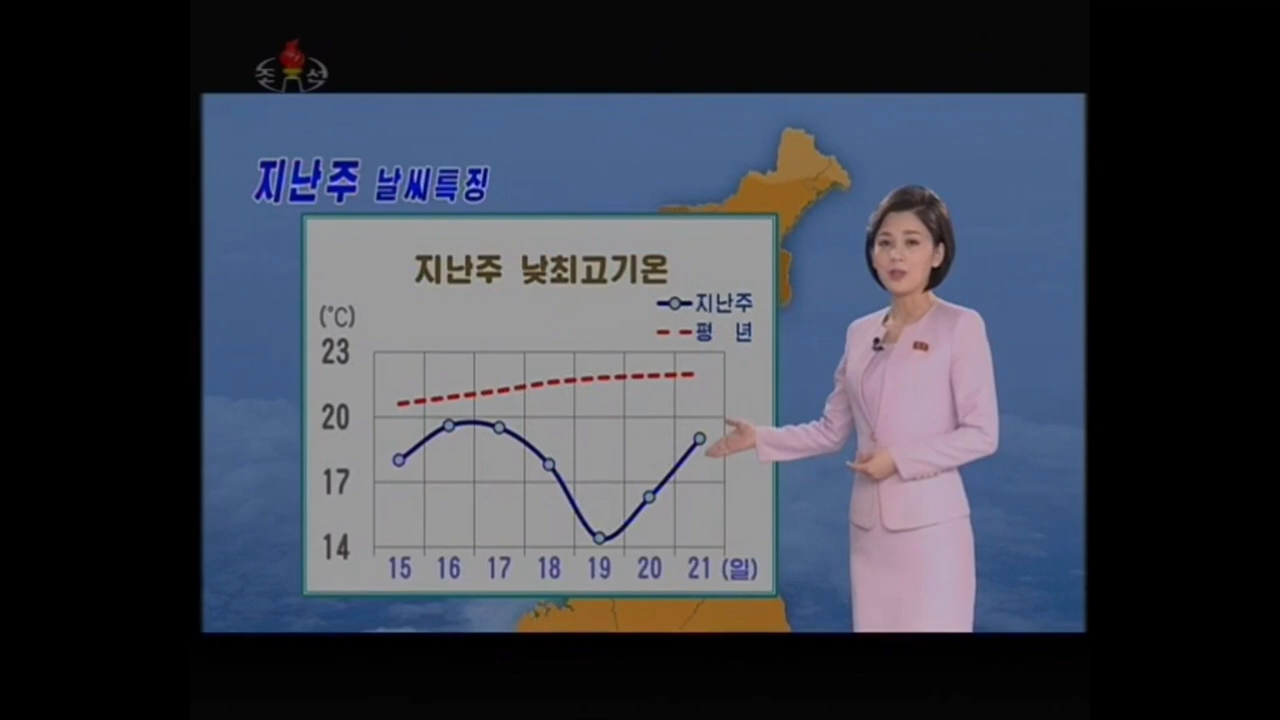 조선
지난주 날씨특징
지난주 낮최고기온
지난주
평 년
(°C)
23
20
17
14
15 16 17 18 19 20 21 (일)